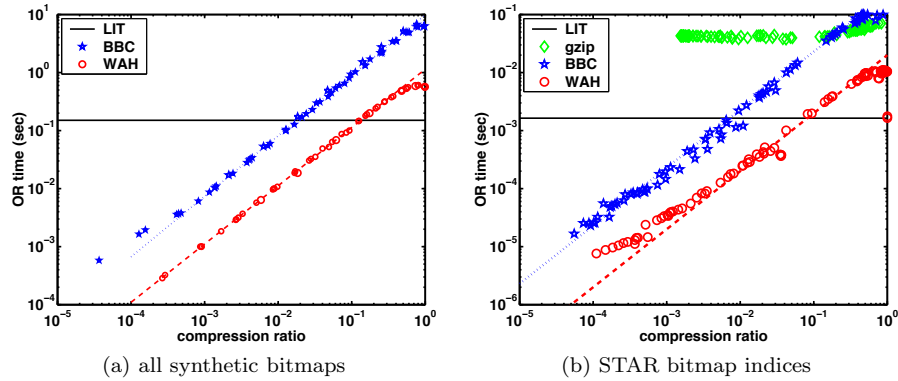 10^1
10^0
10^-1
10^-2
10^-3
10^-4
OR time (sec)
LIT
BBC
WAH
10^-5 10^-4 10^-3 10^-2 10^-1 10^0
compression ratio
(a) all synthetic bitmaps
10^-1
10^-2
10^-3
10^-4
10^-5
10^-6
OR time (sec)
LIT
gzip
BBC
WAH
10^-5 10^-4 10^-3 10^-2 10^-1 10^0
compression ratio
(b) STAR bitmap indices